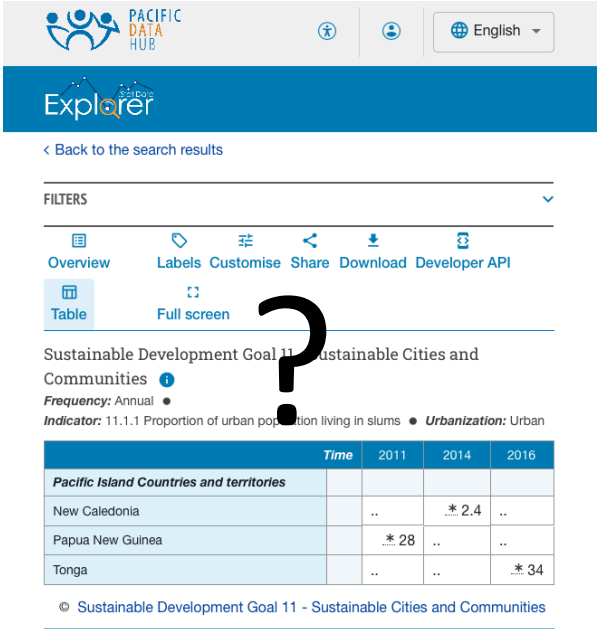 PACIFIC
DATA
HUB
English
Stat Data
Explorer
< Back to the search results
FILTERS
Overview Labels Customise Share Download Developer API
Table Full screen
?
Sustainable Development Goal 11 - Sustainable Cities and
Communities
Frequency: Annual ●
Indicator: 11.1.1 Proportion of urban population living in slums ● Urbanization: Urban
Time 2011 2014 2016
Pacific Island Countries and territories
New Caledonia .. * 2.4 ..
Papua New Guinea * 28 .. ..
Tonga .. .. * 34
© Sustainable Development Goal 11 - Sustainable Cities and Communities